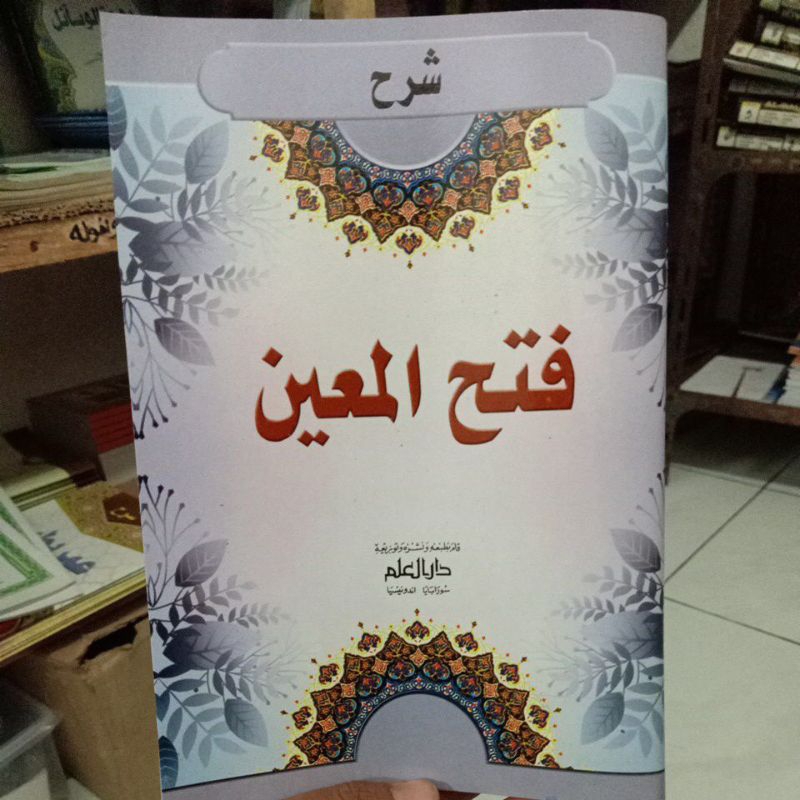 شرح
فتح المعين
قام بطبعه ونشره وتوزيعه
دار العلم
سورابايا اندونيسيا